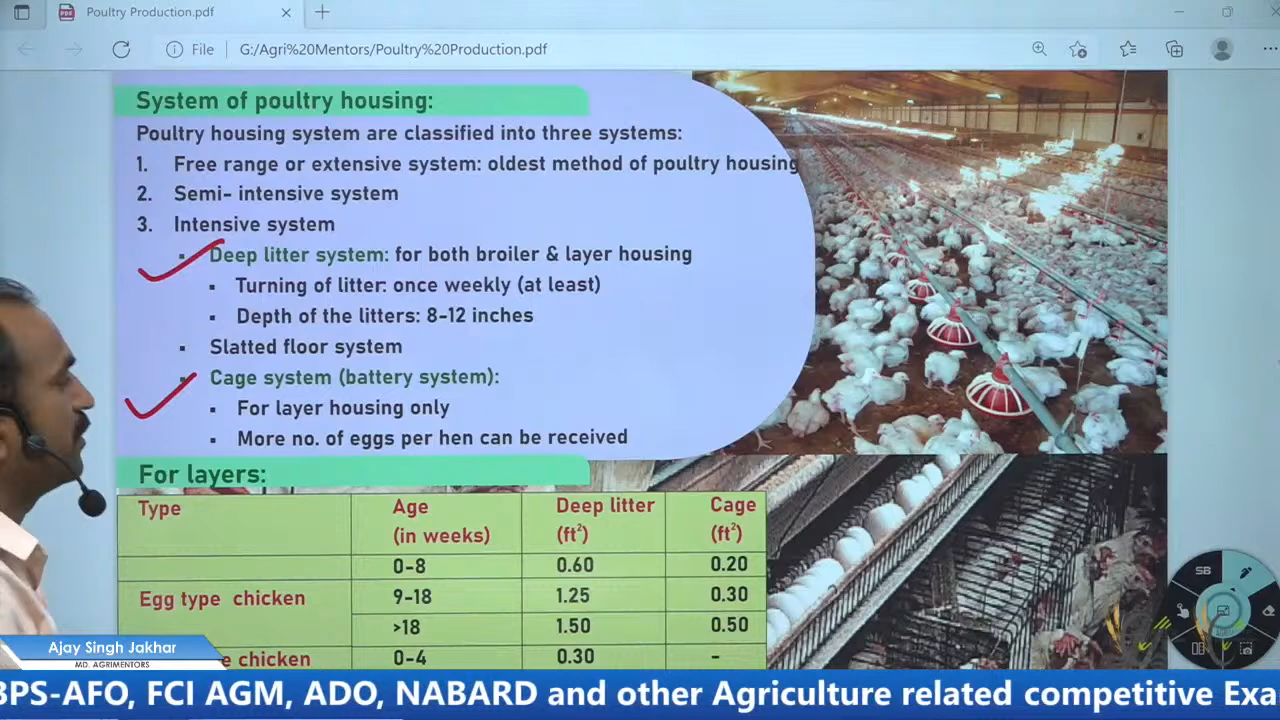 Poultry Production.pdf
File
G:/Agri%20Mentors/Poultry%20Production.pdf
System of poultry housing:
Poultry housing system are classified into three systems:
1. Free range or extensive system: oldest method of poultry housing
2. Semi- intensive system
3. Intensive system
Deep litter system: for both broiler & layer housing
Turning of litter: once weekly (at least)
Depth of the litters: 8-12 inches
Slatted floor system
Cage system (battery system):
For layer housing only
More no. of eggs per hen can be received
For layers:
Type Age (in weeks) Deep litter (ft²) Cage (ft²)
0-8 0.60 0.20
Egg type chicken 9-18 1.25 0.30
>18 1.50 0.50
chicken 0-4 0.30 -
SB
Ajay Singh Jakhar
MD. AGRIMENTORS
BPS-AFO, FCI AGM, ADO, NABARD and other Agriculture related competitive Exa